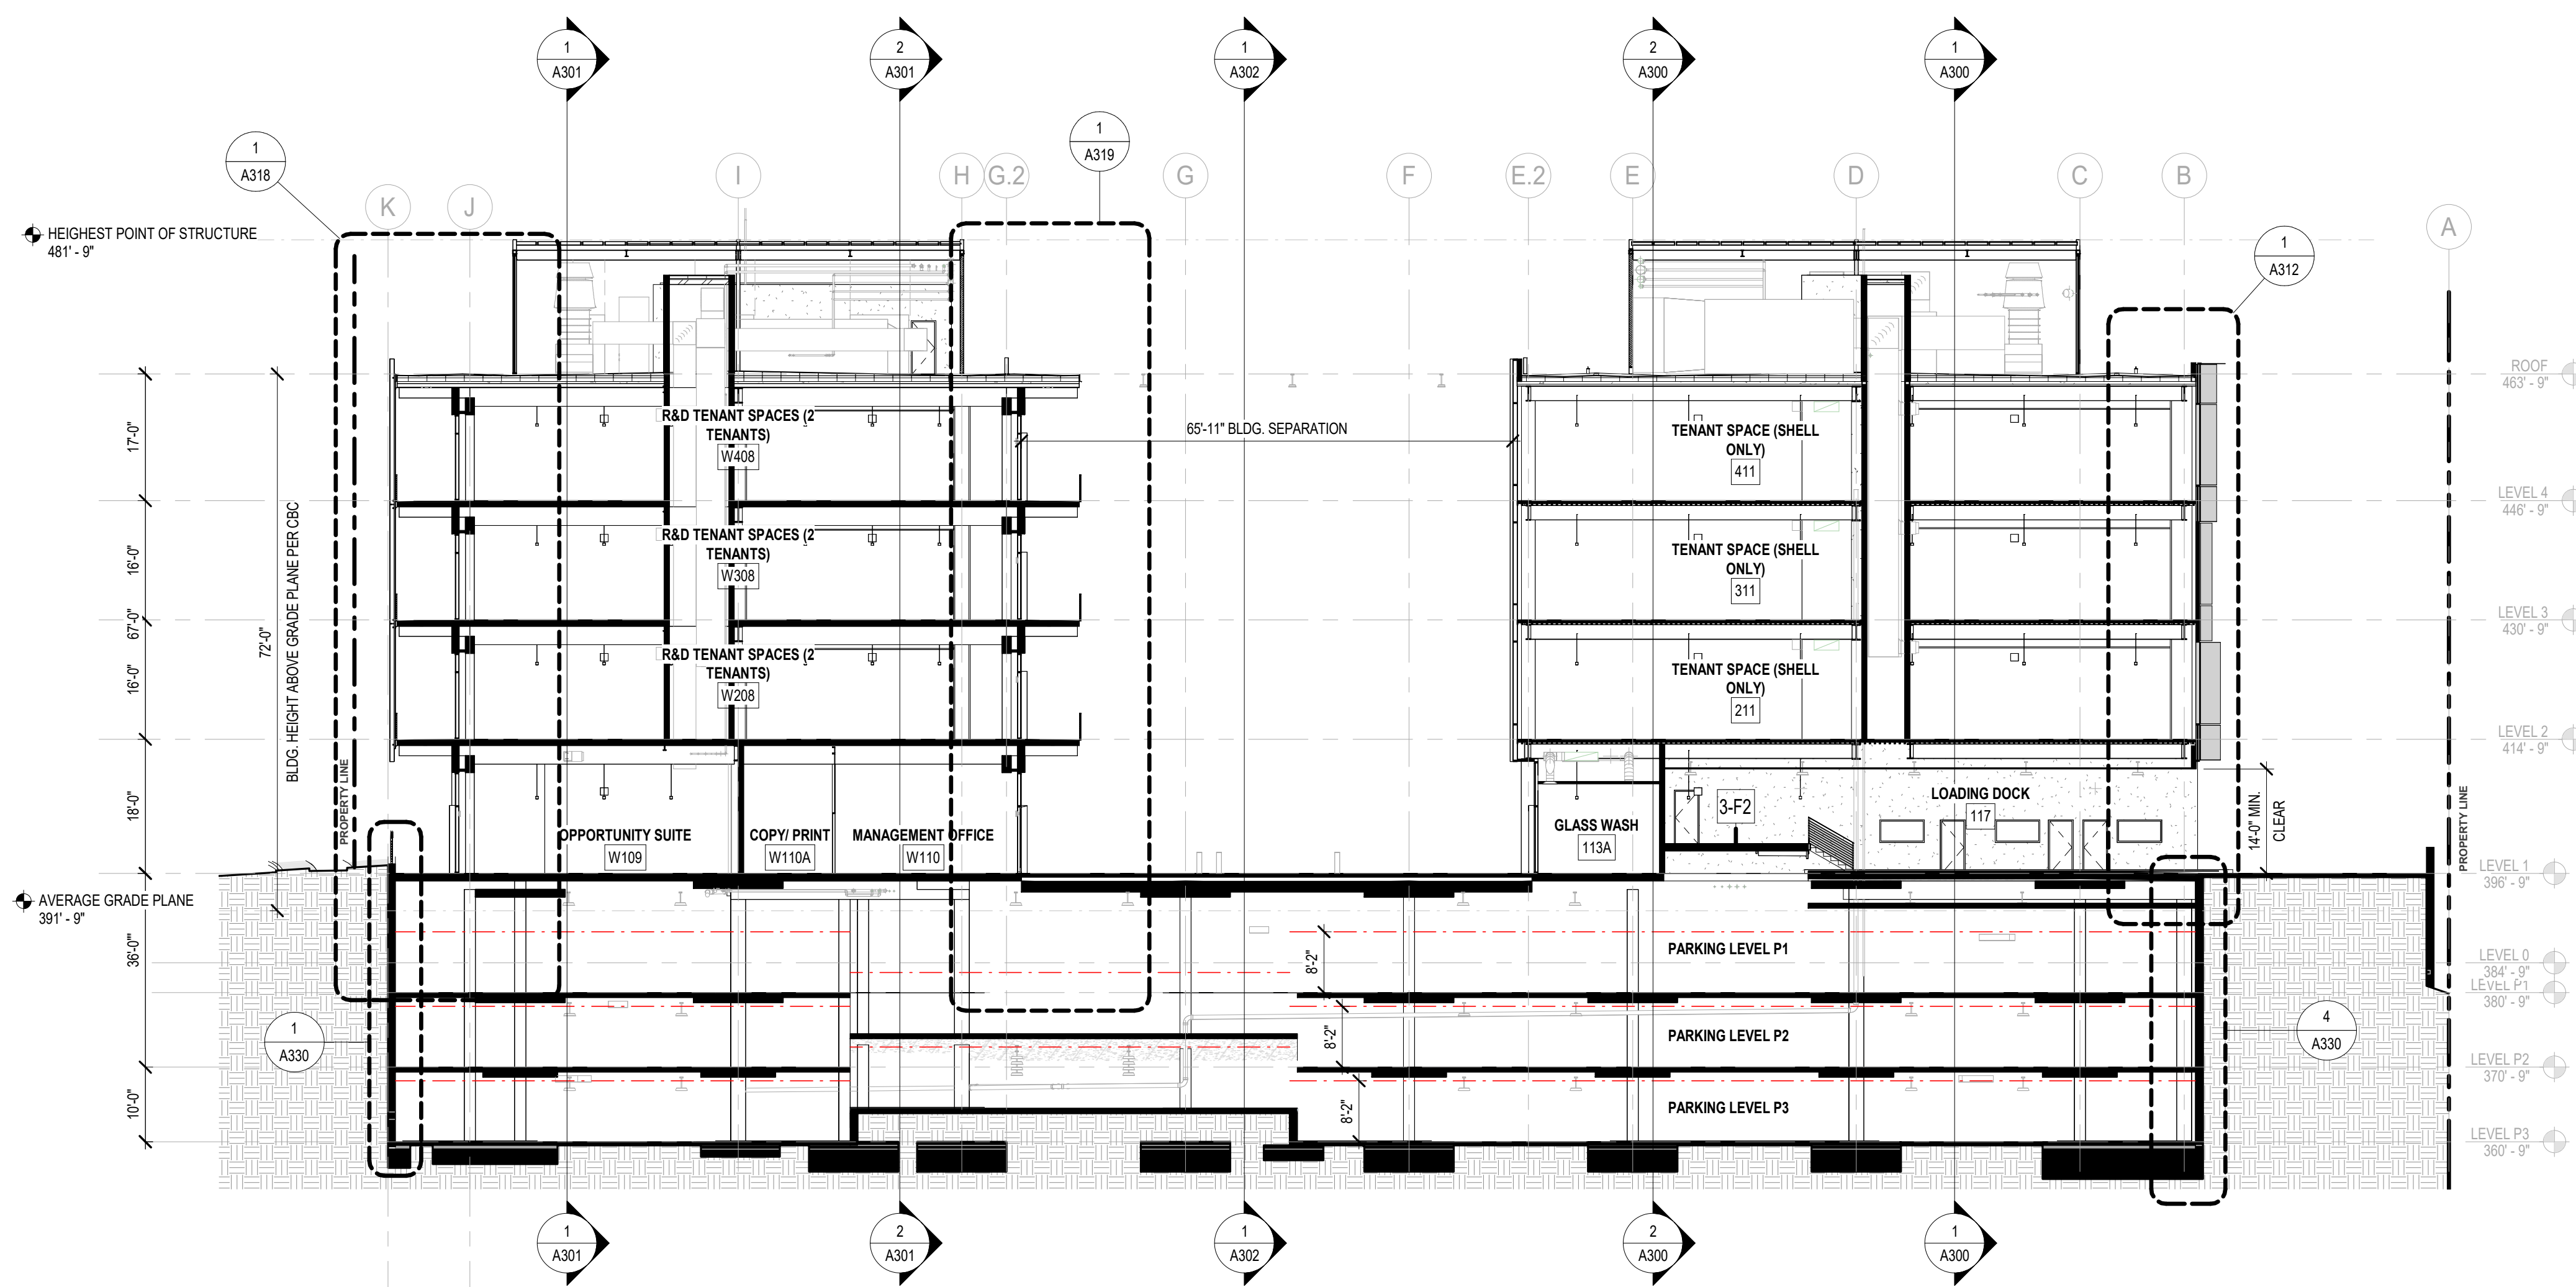 1
A301
2
A301
1
A302
2
A300
1
A300
1
A318
1
A319
K
J
I
H
G.2
G
F
E.2
E
D
C
B
A
1
A312
HEIGHEST POINT OF STRUCTURE
481' - 9"
ROOF
463' - 9"
17'-0"
R&D TENANT SPACES (2
TENANTS)
W408
65'-11" BLDG. SEPARATION
TENANT SPACE (SHELL
ONLY)
411
LEVEL 4
446' - 9"
16'-0"
R&D TENANT SPACES (2
TENANTS)
W308
TENANT SPACE (SHELL
ONLY)
311
67'-0"
72'-0"
BLDG. HEIGHT ABOVE GRADE PLANE PER CBC
LEVEL 3
430' - 9"
16'-0"
R&D TENANT SPACES (2
TENANTS)
W208
TENANT SPACE (SHELL
ONLY)
211
LEVEL 2
414' - 9"
18'-0"
PROPERTY LINE
OPPORTUNITY SUITE
W109
COPY/ PRINT
W110A
MANAGEMENT OFFICE
W110
GLASS WASH
113A
3-F2
LOADING DOCK
117
14'-0" MIN.
CLEAR
PROPERTY LINE
LEVEL 1
396' - 9"
AVERAGE GRADE PLANE
391' - 9"
36'-0"
8'-2"
PARKING LEVEL P1
LEVEL 0
384' - 9"
LEVEL P1
380' - 9"
1
A330
8'-2"
PARKING LEVEL P2
4
A330
LEVEL P2
370' - 9"
10'-0"
8'-2"
PARKING LEVEL P3
LEVEL P3
360' - 9"
1
A301
2
A301
1
A302
2
A300
1
A300